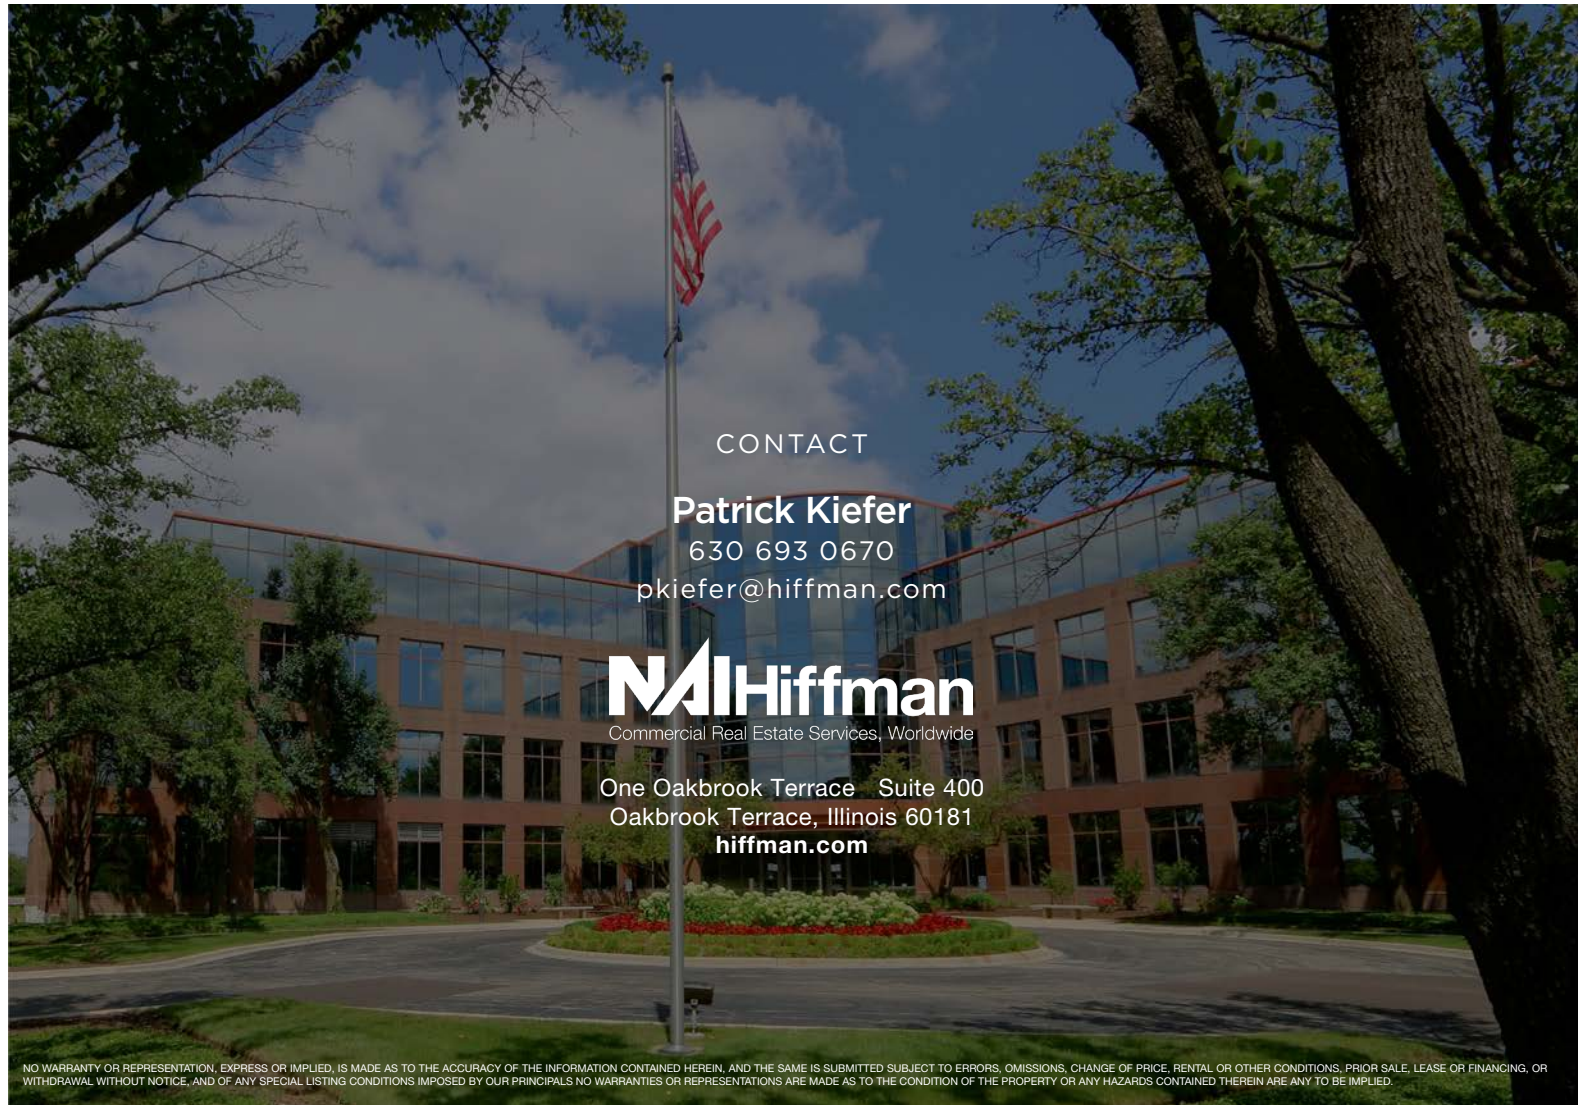 CONTACT
Patrick Kiefer
630 693 0670
pkiefer@hiffman.com
NAIHiffman
Commercial Real Estate Services, Worldwide
One Oakbrook Terrace Suite 400
Oakbrook Terrace, Illinois 60181
hiffman.com
NO WARRANTY OR REPRESENTATION, EXPRESS OR IMPLIED, IS MADE AS TO THE ACCURACY OF THE INFORMATION CONTAINED HEREIN, AND THE SAME IS SUBMITTED SUBJECT TO ERRORS, OMISSIONS, CHANGE OF PRICE, RENTAL OR OTHER CONDITIONS, PRIOR SALE, LEASE OR FINANCING, OR
WITHDRAWAL WITHOUT NOTICE, AND OF ANY SPECIAL LISTING CONDITIONS IMPOSED BY OUR PRINCIPALS NO WARRANTIES OR REPRESENTATIONS ARE MADE AS TO THE CONDITION OF THE PROPERTY OR ANY HAZARDS CONTAINED THEREIN ARE ANY TO BE IMPLIED.